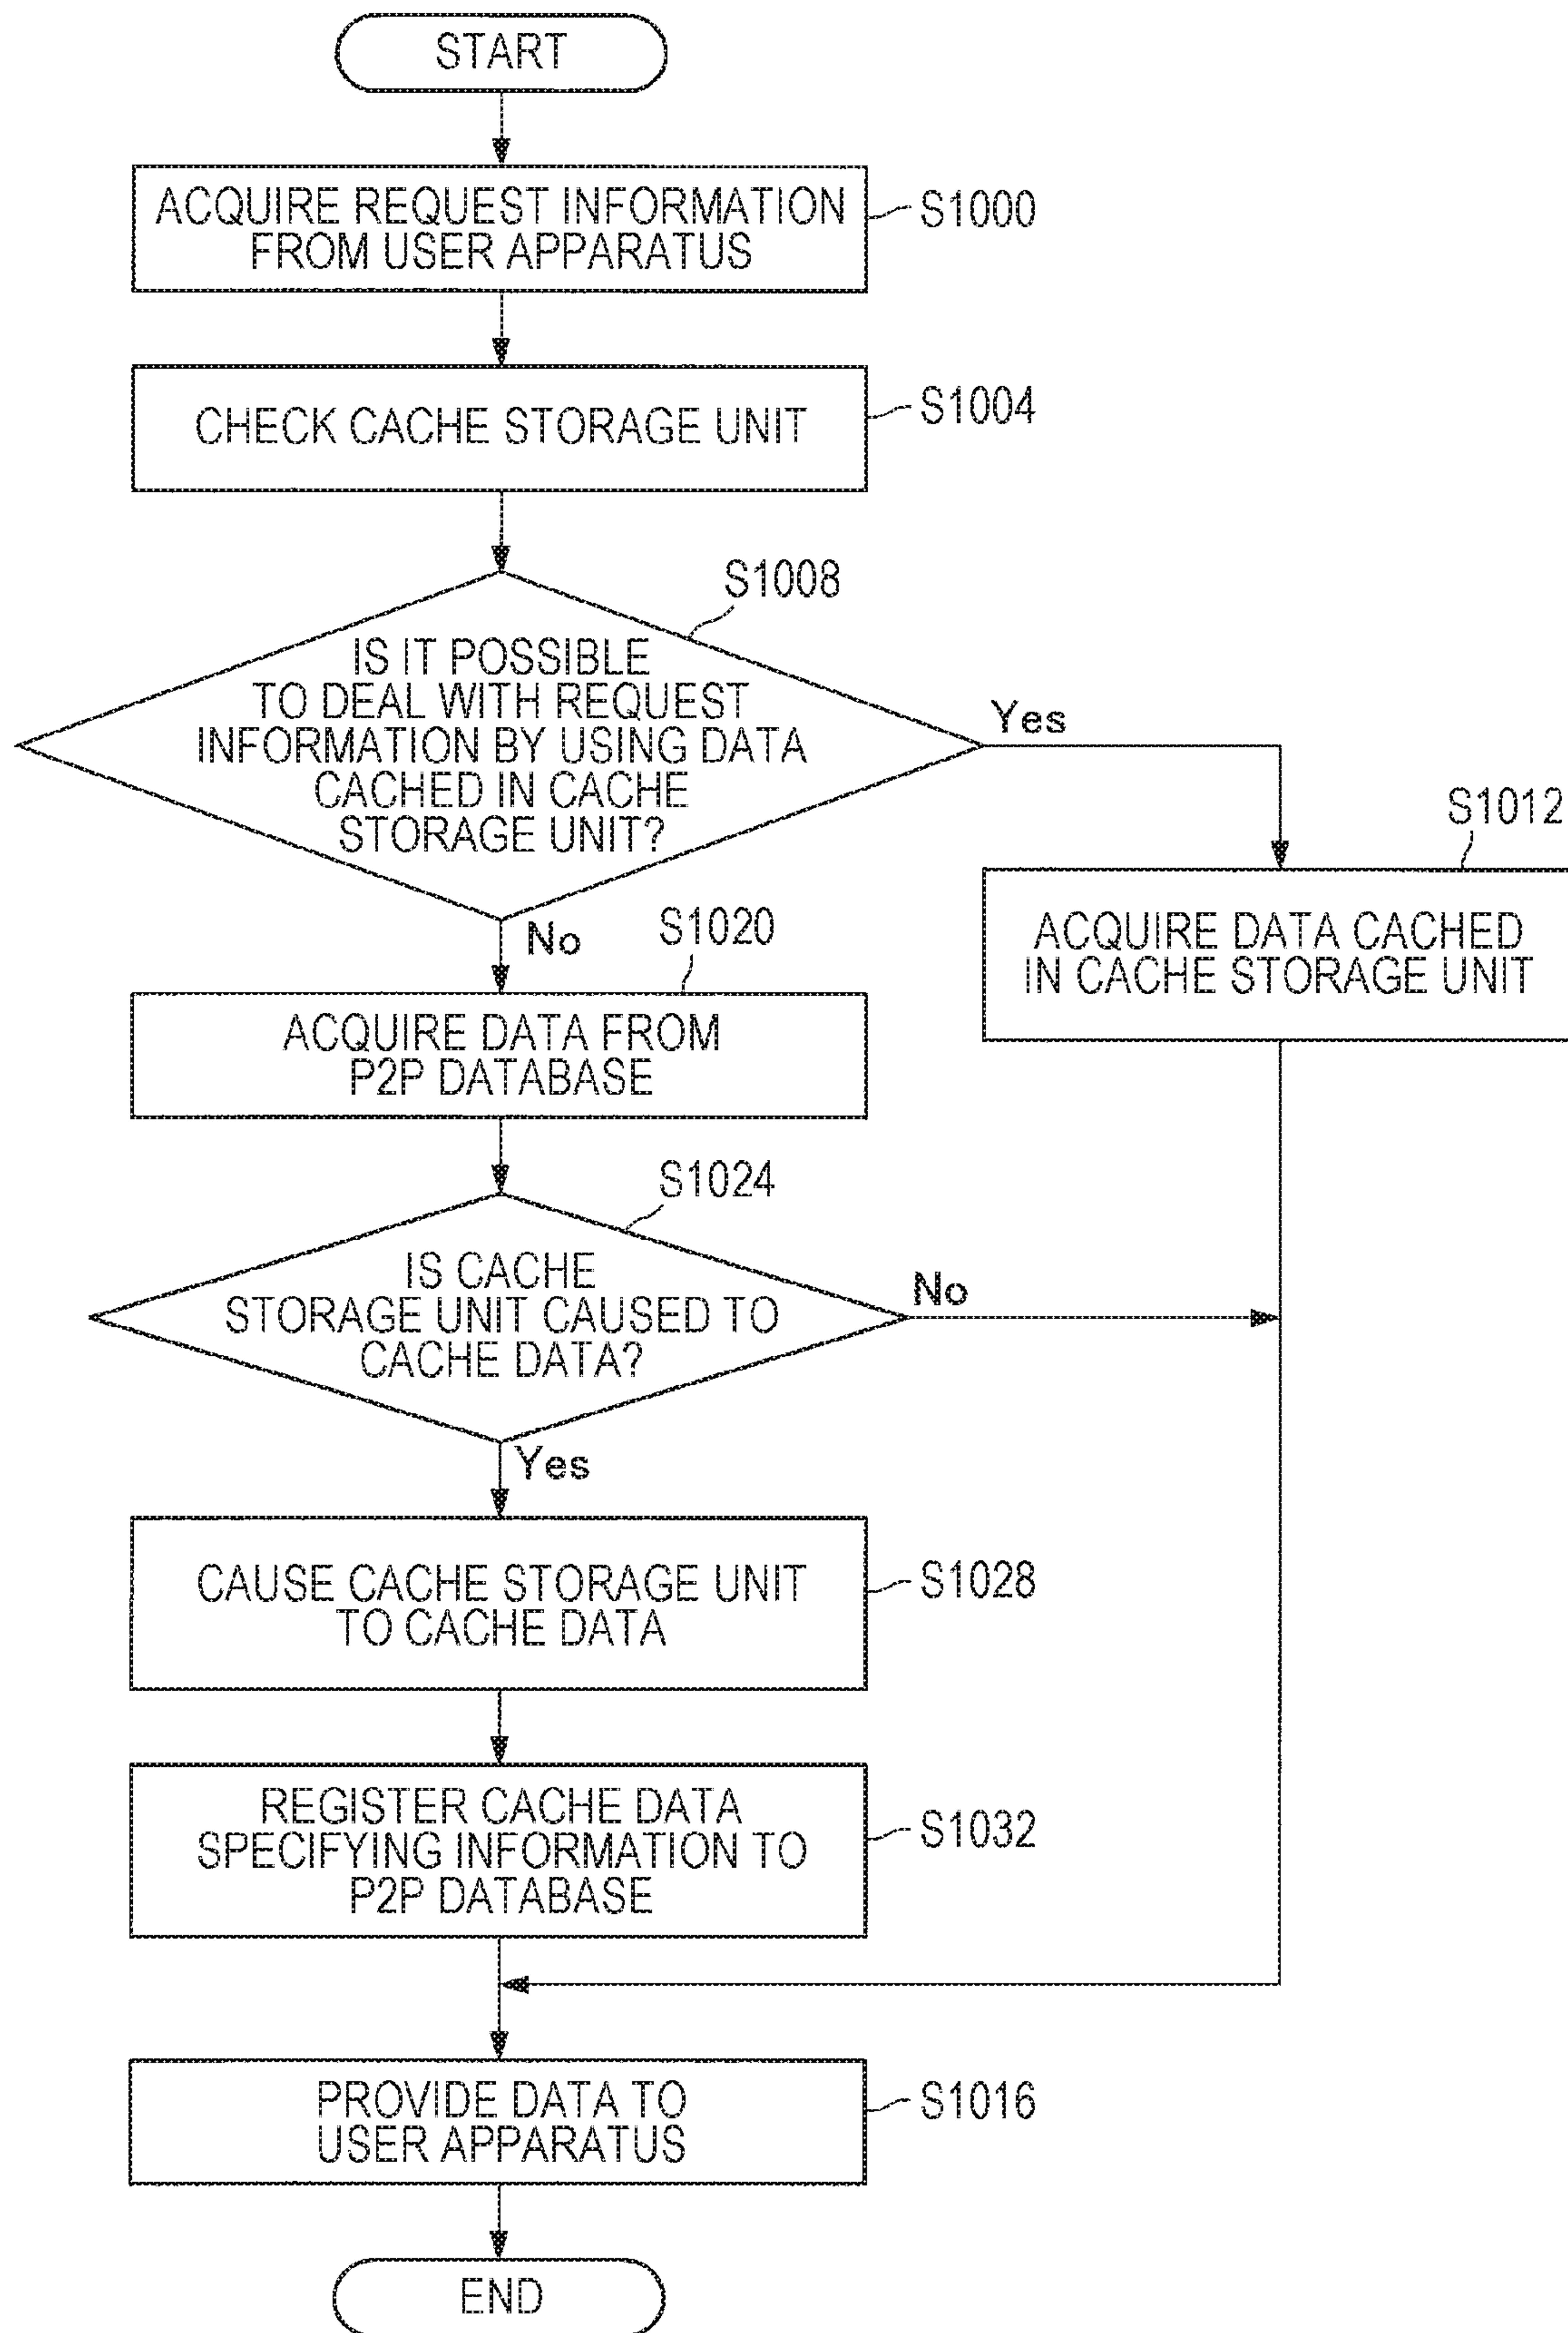 START
ACQUIRE REQUEST INFORMATION
FROM USER APPARATUS
S1000
CHECK CACHE STORAGE UNIT
S1004
S1008
IS IT POSSIBLE
TO DEAL WITH REQUEST
INFORMATION BY USING DATA
CACHED IN CACHE
STORAGE UNIT?
Yes
S1012
ACQUIRE DATA CACHED
IN CACHE STORAGE UNIT
No
S1020
ACQUIRE DATA FROM
P2P DATABASE
S1024
IS CACHE
STORAGE UNIT CAUSED TO
CACHE DATA?
No
Yes
CAUSE CACHE STORAGE UNIT
TO CACHE DATA
S1028
REGISTER CACHE DATA
SPECIFYING INFORMATION TO
P2P DATABASE
S1032
PROVIDE DATA TO
USER APPARATUS
S1016
END